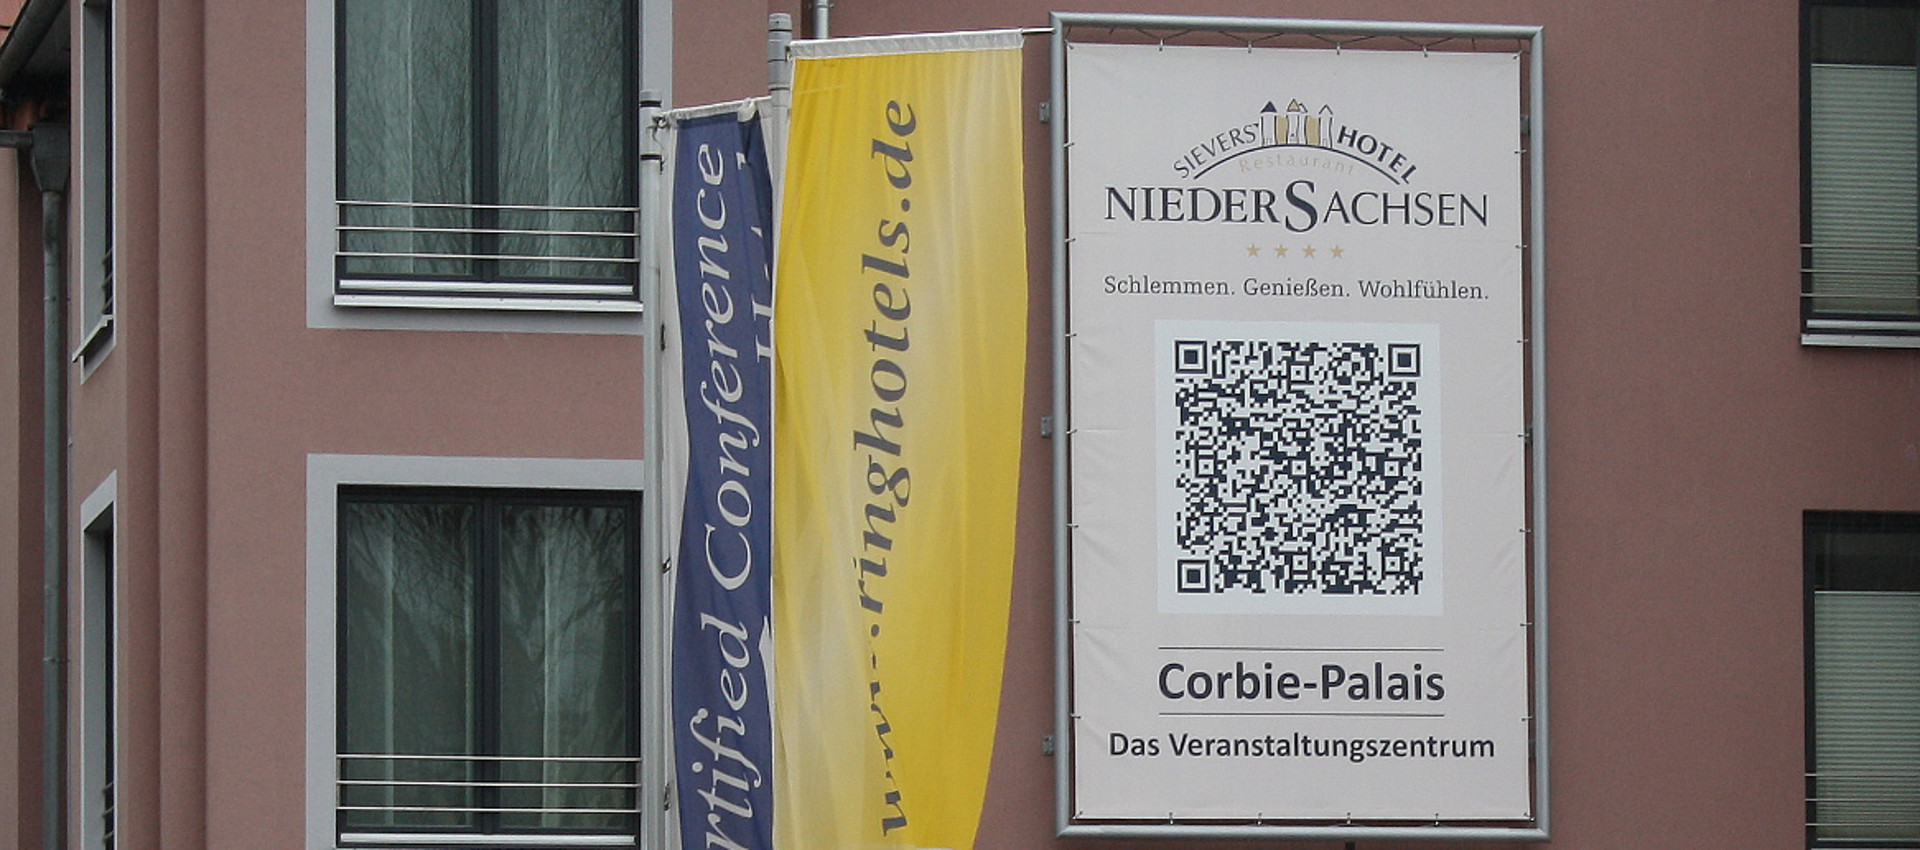 rtified Conference
www.ringhotels.de
SIEVERS HOTEL
Restaurant
NIEDERSACHSEN
Schlemmen. Genießen. Wohlfühlen.
Corbie-Palais
Das Veranstaltungszentrum